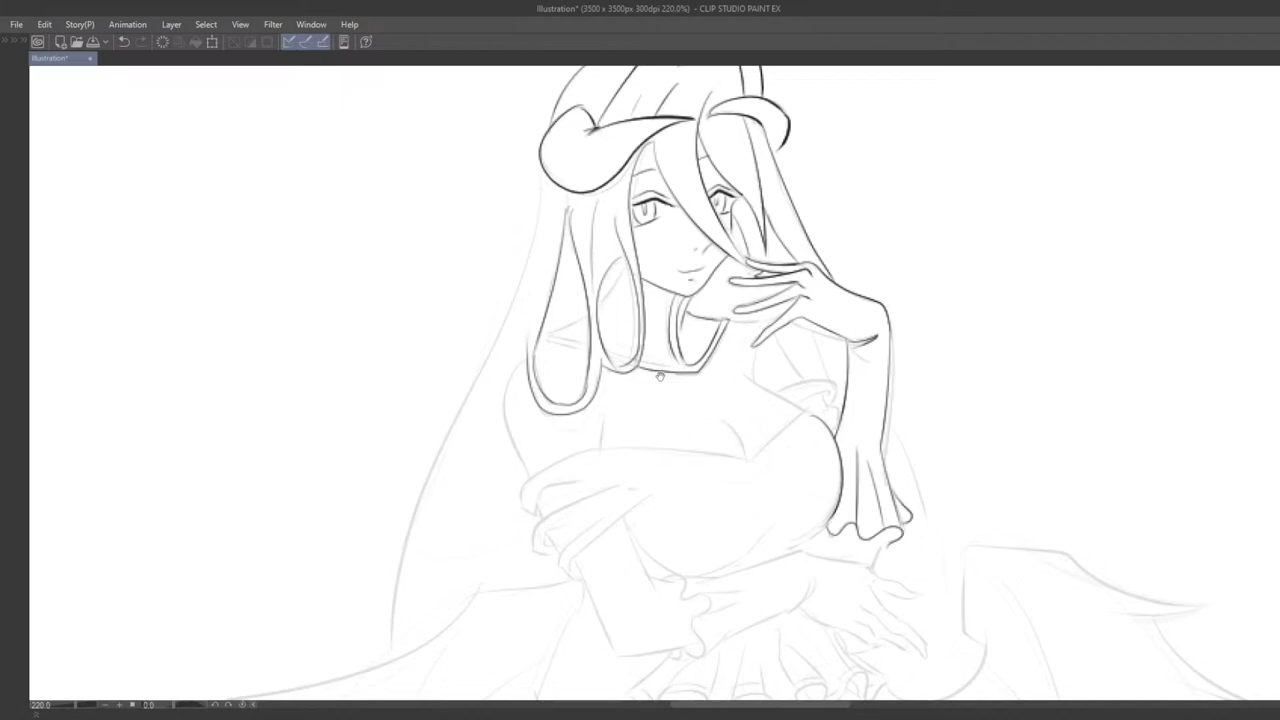 Illustration* (3500 x 3500px 300dpi 220.0%) - CLIP STUDIO PAINT EX
File Edit Story(P) Animation Layer Select View Filter Window Help
Illustration*
220.0
0.0